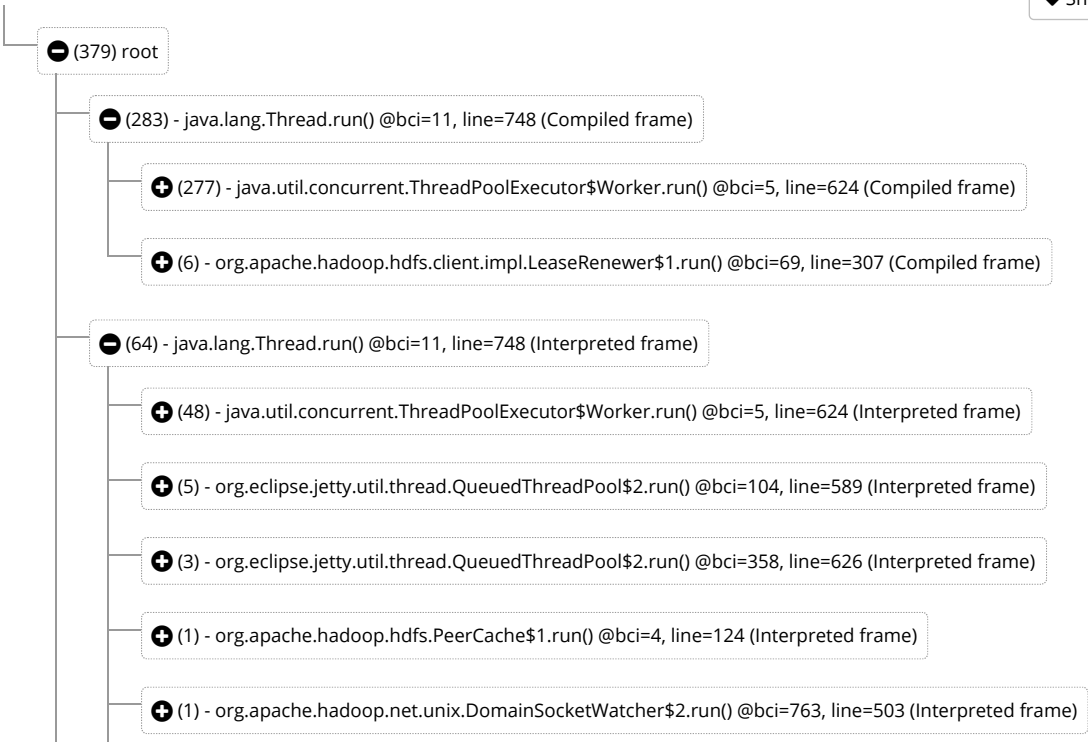 (379) root
(283) - java.lang.Thread.run() @bci=11, line=748 (Compiled frame)
(277) - java.util.concurrent.ThreadPoolExecutor$Worker.run() @bci=5, line=624 (Compiled frame)
(6) - org.apache.hadoop.hdfs.client.impl.LeaseRenewer$1.run() @bci=69, line=307 (Compiled frame)
(64) - java.lang.Thread.run() @bci=11, line=748 (Interpreted frame)
(48) - java.util.concurrent.ThreadPoolExecutor$Worker.run() @bci=5, line=624 (Interpreted frame)
(5) - org.eclipse.jetty.util.thread.QueuedThreadPool$2.run() @bci=104, line=589 (Interpreted frame)
(3) - org.eclipse.jetty.util.thread.QueuedThreadPool$2.run() @bci=358, line=626 (Interpreted frame)
(1) - org.apache.hadoop.hdfs.PeerCache$1.run() @bci=4, line=124 (Interpreted frame)
(1) - org.apache.hadoop.net.unix.DomainSocketWatcher$2.run() @bci=763, line=503 (Interpreted frame)